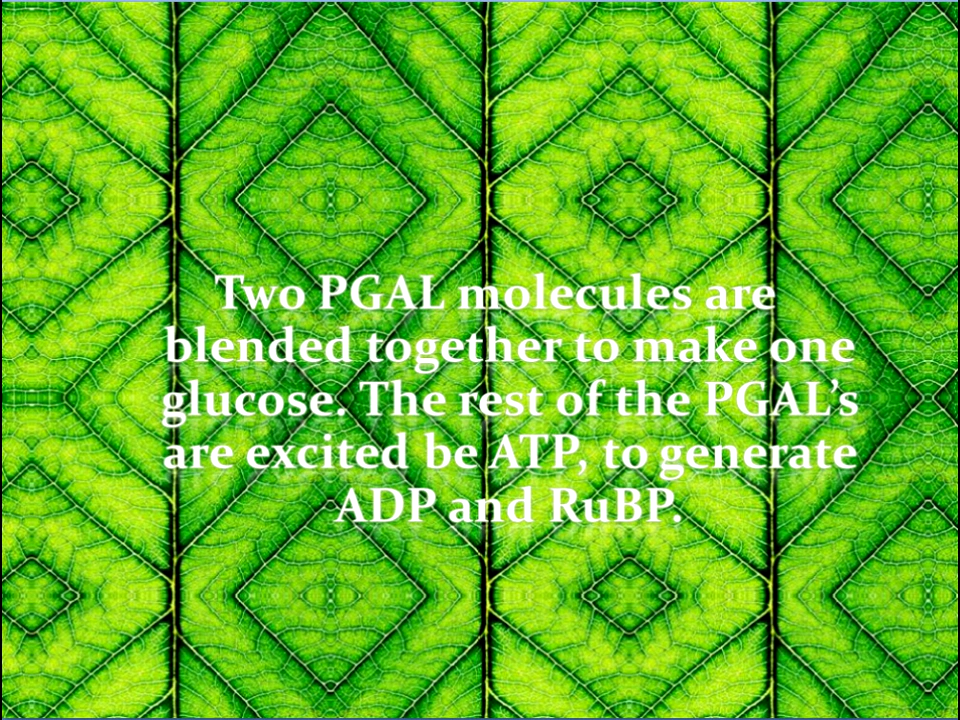 Two PGAL molecules are
blended together to make one
glucose. The rest of the PGAL’s
are excited be ATP, to generate
ADP and RuBP.